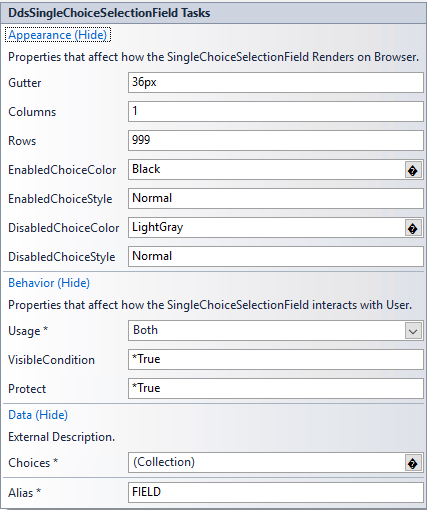 DdsSingleChoiceSelectionField Tasks
Appearance (Hide)
Properties that affect how the SingleChoiceSelectionField Renders on Browser.
Gutter 36px
Columns 1
Rows 999
EnabledChoiceColor Black
EnabledChoiceStyle Normal
DisabledChoiceColor LightGray
DisabledChoiceStyle Normal
Behavior (Hide)
Properties that affect how the SingleChoiceSelectionField interacts with User.
Usage * Both
VisibleCondition *True
Protect *True
Data (Hide)
External Description.
Choices * (Collection)
Alias * FIELD